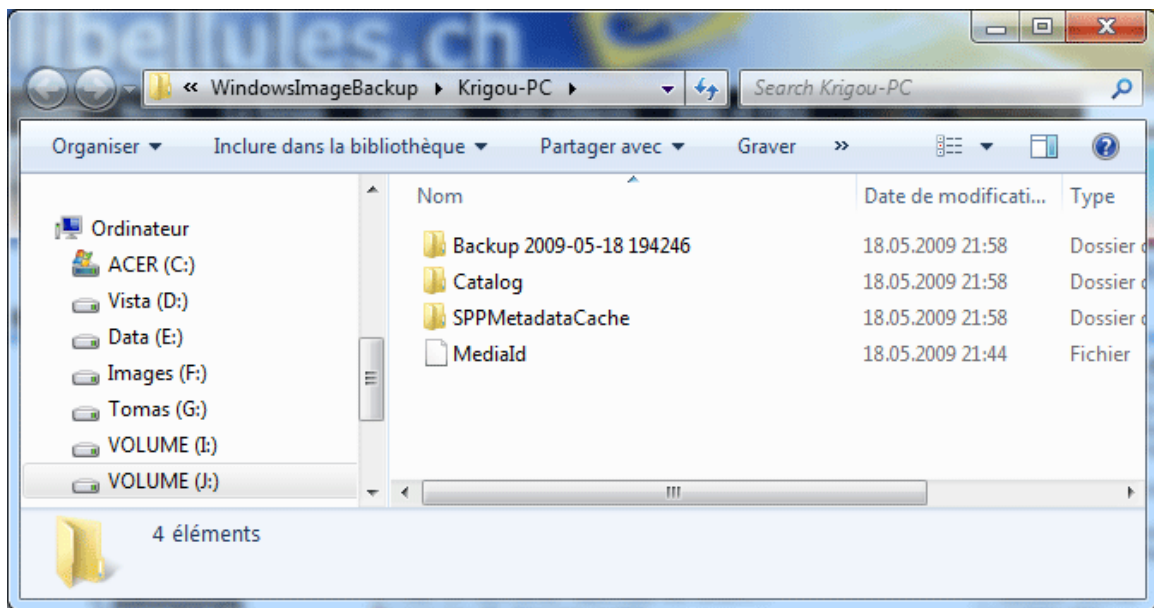 libellules.ch
« WindowsImageBackup Krigou-PC Search Krigou-PC
Organiser Inclure dans la bibliothèque Partager avec Graver »
Nom Date de modificati... Type
Ordinateur
ACER (C:)
Vista (D:)
Data (E:)
Images (F:)
Tomas (G:)
VOLUME (I:)
VOLUME (J:)
Backup 2009-05-18 194246 18.05.2009 21:58 Dossier
Catalog 18.05.2009 21:58 Dossier
SPPMetadataCache 18.05.2009 21:58 Dossier
MediaId 18.05.2009 21:44 Fichier
4 éléments